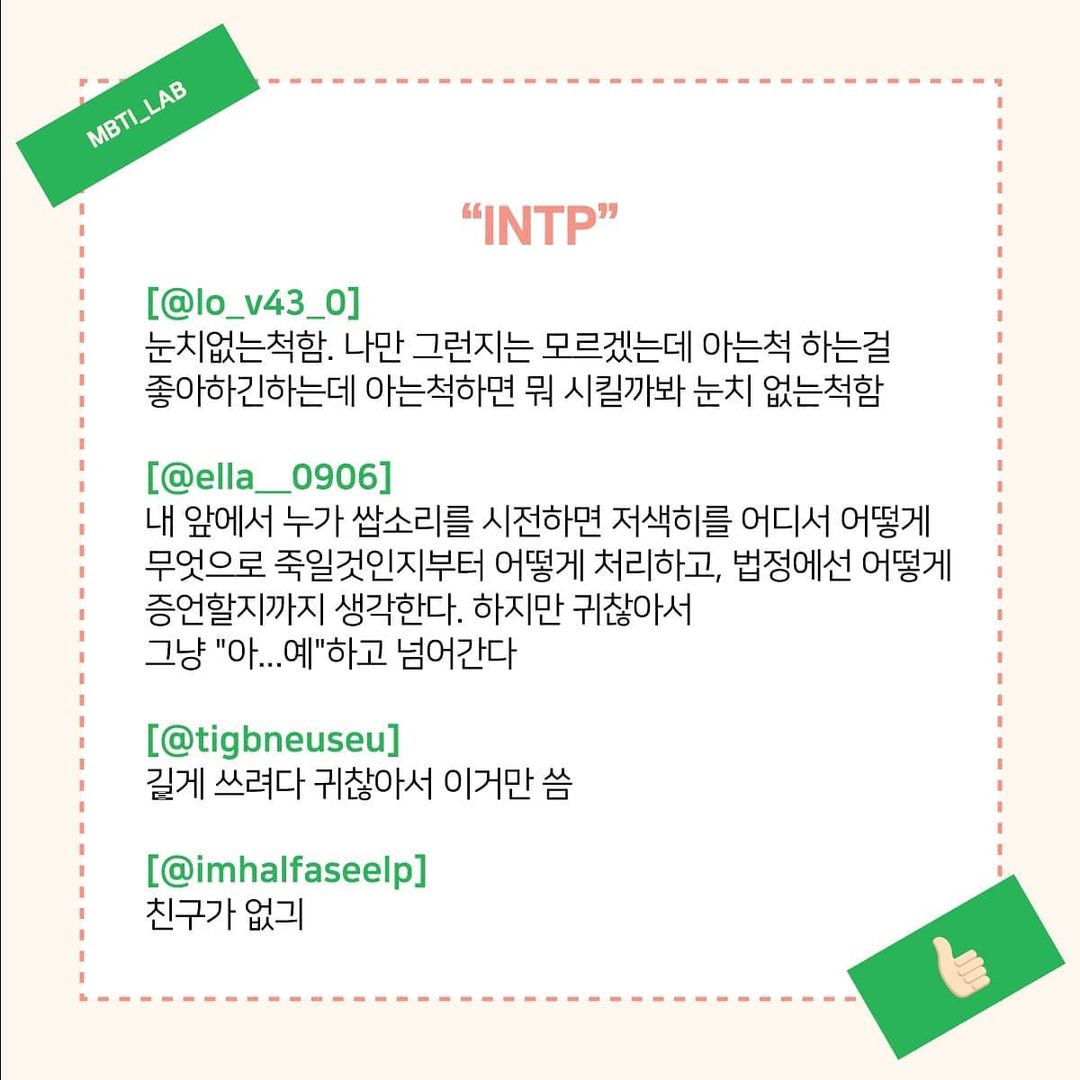 MBTI_LAB
“INTP”
[@lo_v43_0]
눈치없는척함. 나만 그런지는 모르겠는데 아는척 하는걸
좋아하긴하는데 아는척하면 뭐 시킬까봐 눈치 없는척함
[@ella__0906]
내 앞에서 누가 쌉소리를 시전하면 저색히를 어디서 어떻게
무엇으로 죽일것인지부터 어떻게 처리하고, 법정에선 어떻게
증언할지까지 생각한다. 하지만 귀찮아서
그냥 "아...예"하고 넘어간다
[@tigbneuseu]
길게 쓰려다 귀찮아서 이거만 씀
[@imhalfaseelp]
친구가 없긔